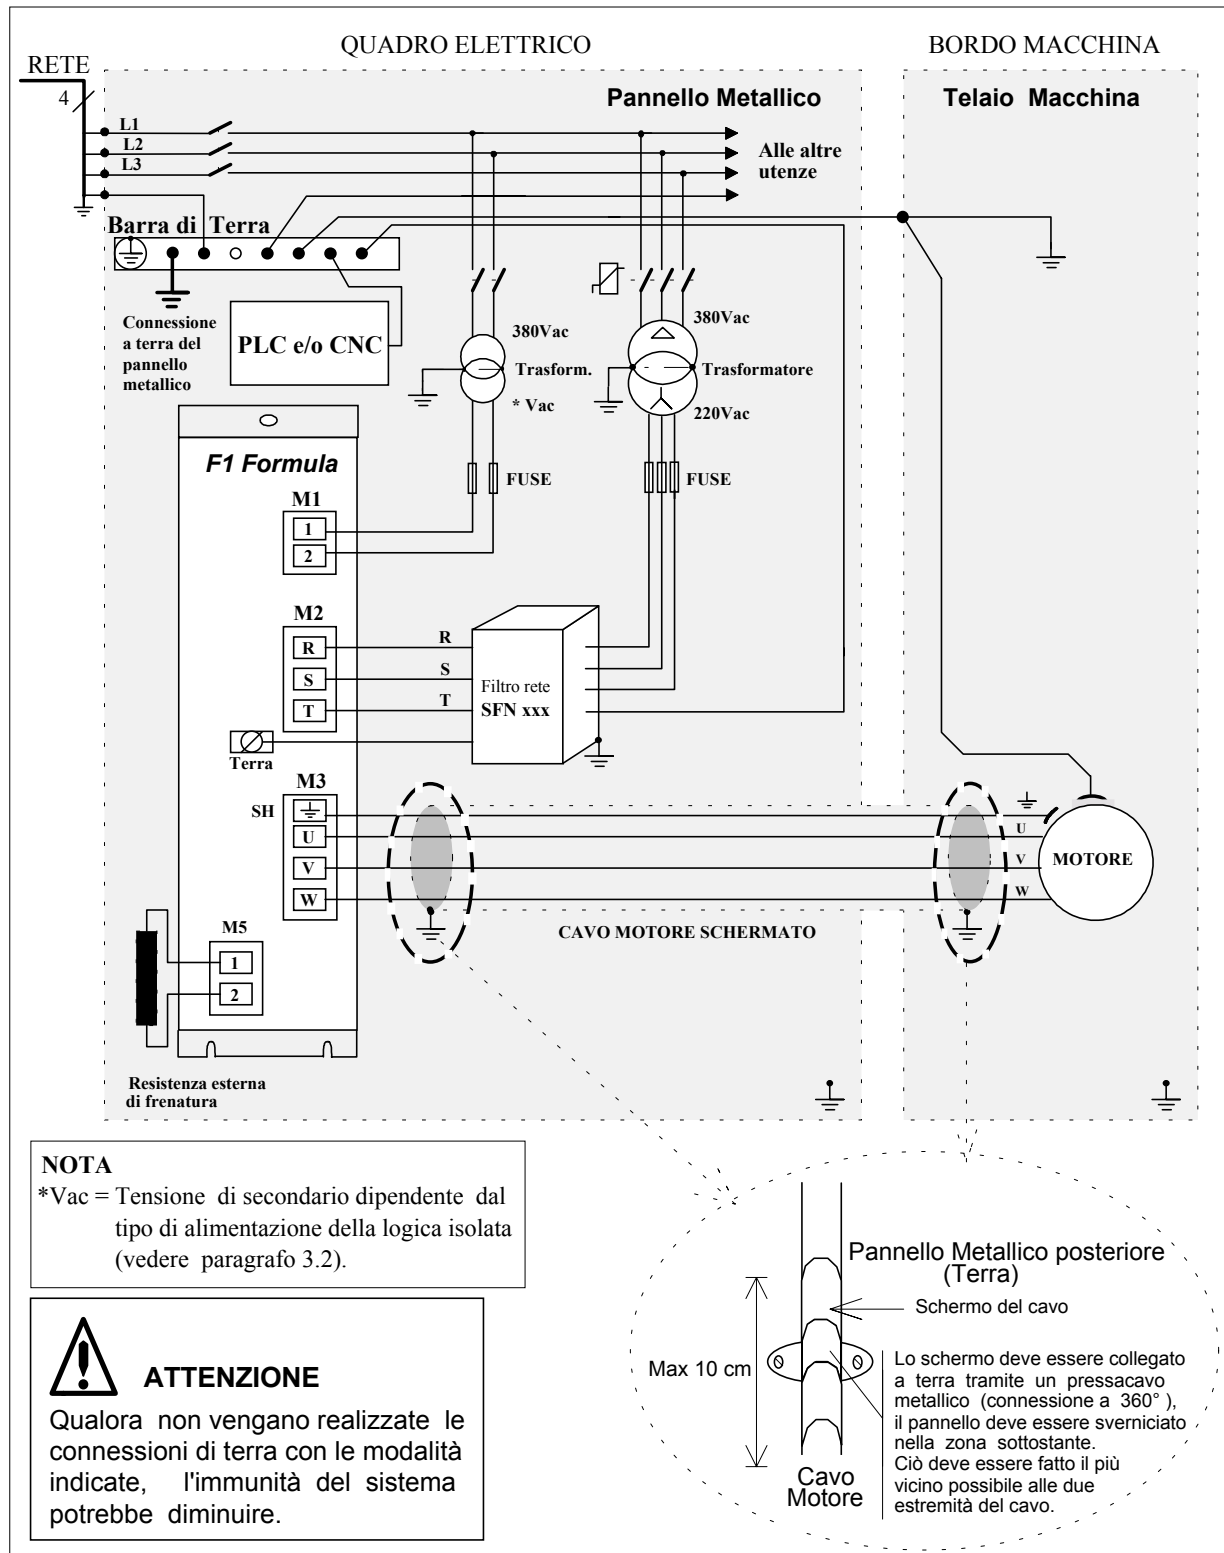 QUADRO ELETTRICO
BORDO MACCHINA
RETE
4
Pannello Metallico
Telaio Macchina
L1
L2
L3
Alle altre
utenze
Barra di Terra
Connessione
a terra del
pannello
metallico
PLC e/o CNC
380Vac
Trasform.
* Vac
380Vac
Trasformatore
220Vac
F1 Formula
FUSE
FUSE
M1
1
2
M2
R
S
T
R
S
T
Filtro rete
SFN xxx
Terra
M3
SH
U
V
W
U
V
W
MOTORE
CAVO MOTORE SCHERMATO
M5
1
2
Resistenza esterna
di frenatura
NOTA
*Vac = Tensione di secondario dipendente dal
tipo di alimentazione della logica isolata
(vedere paragrafo 3.2).
ATTENZIONE
Qualora non vengano realizzate le
connessioni di terra con le modalità
indicate, l'immunità del sistema
potrebbe diminuire.
Pannello Metallico posteriore
(Terra)
Schermo del cavo
Max 10 cm
Lo schermo deve essere collegato
a terra tramite un pressacavo
metallico (connessione a 360° ),
il pannello deve essere sverniciato
nella zona sottostante.
Ciò deve essere fatto il più
vicino possibile alle due
estremità del cavo.
Cavo
Motore